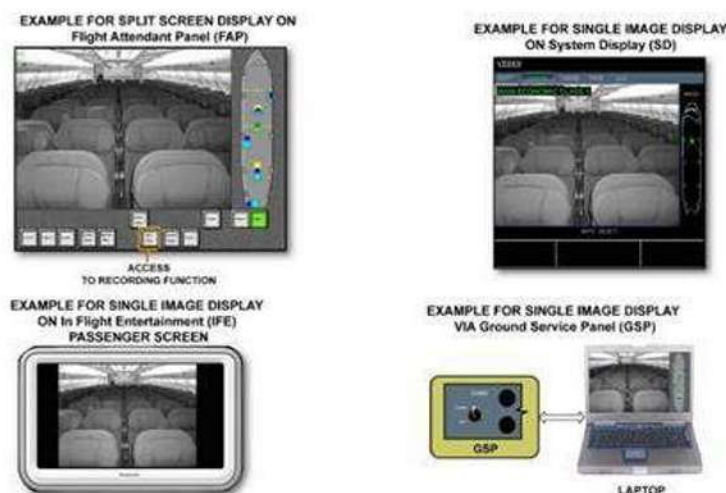 EXAMPLE FOR SPLIT SCREEN DISPLAY ON
Flight Attendant Panel (FAP)
ACCESS
TO RECORDING FUNCTION
EXAMPLE FOR SINGLE IMAGE DISPLAY
ON System Display (SD)
VIDEO
EXAMPLE FOR SINGLE IMAGE DISPLAY
ON In Flight Entertainment (IFE)
PASSENGER SCREEN
EXAMPLE FOR SINGLE IMAGE DISPLAY
VIA Ground Service Panel (GSP)
GSP
LAPTOP